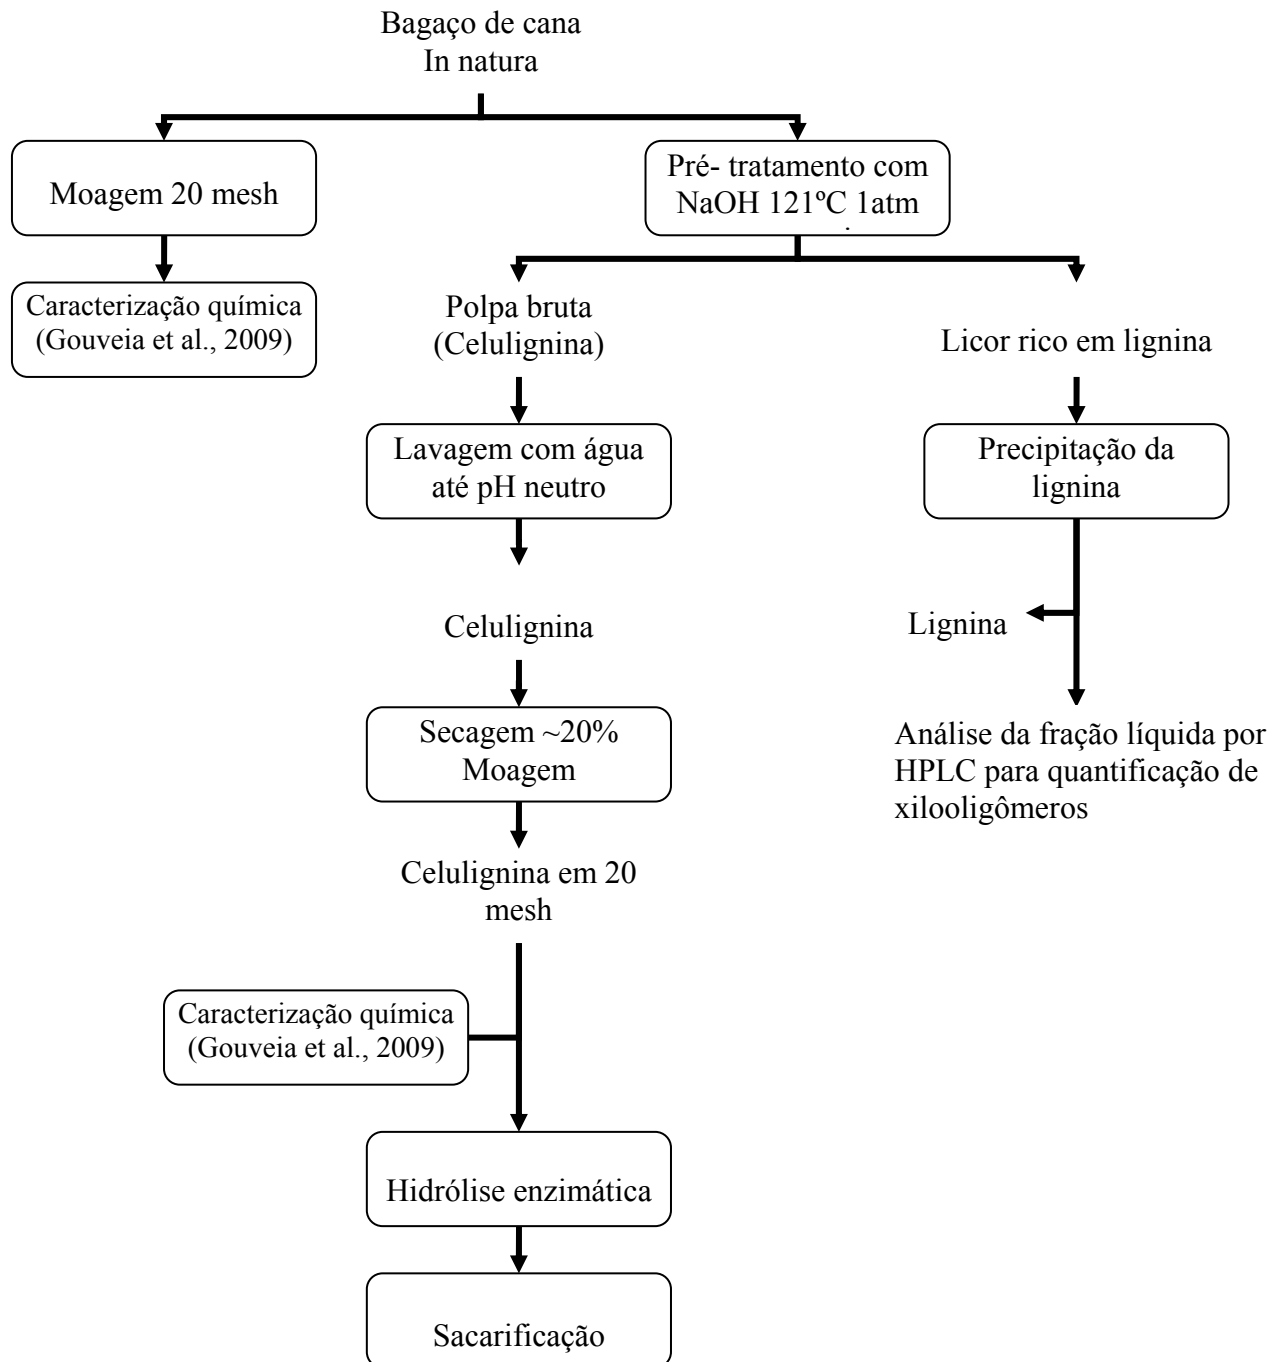 Bagaço de cana
In natura
Moagem 20 mesh
Pré- tratamento com
NaOH 121ºC 1atm
Caracterização química
(Gouveia et al., 2009)
Polpa bruta
(Celulignina)
Licor rico em lignina
Lavagem com água
até pH neutro
Precipitação da
lignina
Celulignina
Lignina
Secagem ~20%
Moagem
Análise da fração líquida por
HPLC para quantificação de
xilooligômeros
Celulignina em 20
mesh
Caracterização química
(Gouveia et al., 2009)
Hidrólise enzimática
Sacarificação